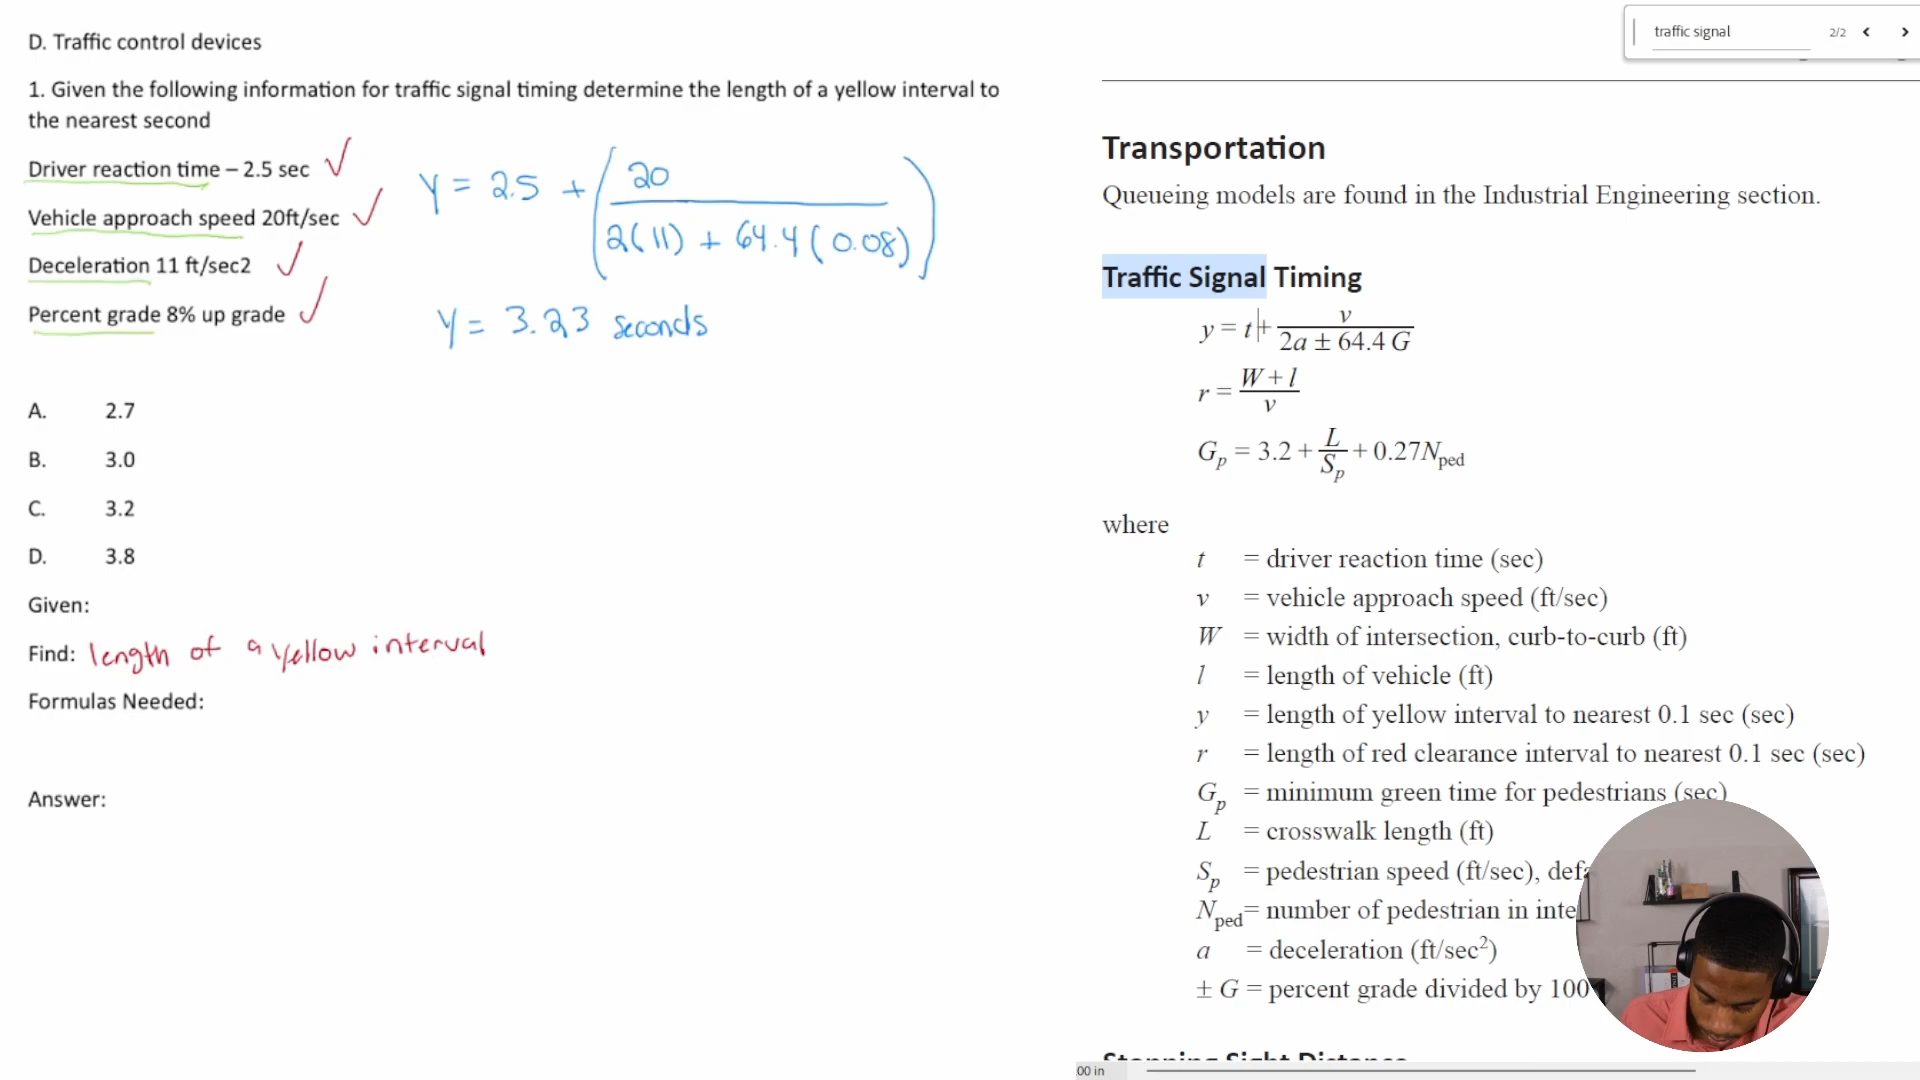 D. Traffic control devices
1. Given the following information for traffic signal timing determine the length of a yellow interval to
the nearest second
Driver reaction time – 2.5 sec ✓
Vehicle approach speed 20ft/sec ✓
Deceleration 11 ft/sec2 ✓
Percent grade 8% up grade ✓
Y = 2.5 + (20 / 2(11) + 64.4(0.08))
Y = 3.23 seconds
A. 2.7
B. 3.0
C. 3.2
D. 3.8
Given:
Find: length of a yellow interval
Formulas Needed:
Answer:
traffic signal 2/2
Transportation
Queueing models are found in the Industrial Engineering section.
Traffic Signal Timing
y = t + v / 2a ± 64.4 G
r = W + l / v
Gp = 3.2 + L / Sp + 0.27Nped
where
t = driver reaction time (sec)
v = vehicle approach speed (ft/sec)
W = width of intersection, curb-to-curb (ft)
l = length of vehicle (ft)
y = length of yellow interval to nearest 0.1 sec (sec)
r = length of red clearance interval to nearest 0.1 sec (sec)
Gp = minimum green time for pedestrians (sec)
L = crosswalk length (ft)
Sp = pedestrian speed (ft/sec), def
Nped = number of pedestrian in inte
a = deceleration (ft/sec²)
± G = percent grade divided by 100
Stopping Sight Distance
00 in